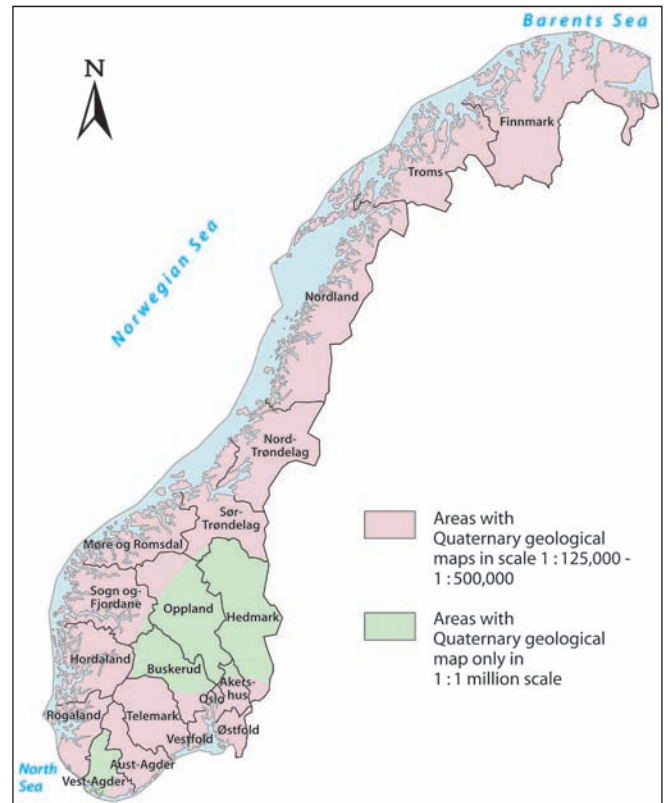 Barents Sea
N
Finnmark
Troms
Norwegian Sea
Nordland
Nord-
Trøndelag
Sør-
Trøndelag
Møre og Romsdal
Sogn og-
Fjordane
Oppland
Hedmark
Hordaland
Buskerud
Akers-
hus
Oslo
Rogaland
Telemark
Vestfold
Østfold
Aust-Agder
Vest-Agder
North
Sea
Areas with
Quaternary geological
maps in scale 1 : 125,000 -
1 : 500,000
Areas with
Quaternary geological
map only in
1 : 1 million scale